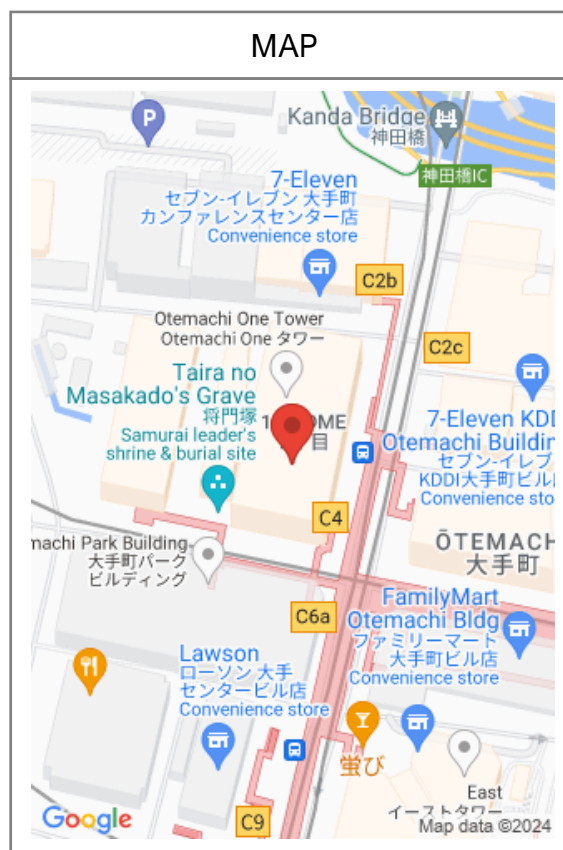 MAP
Kanda Bridge
神田橋
P
神田橋IC
7-Eleven
セブン-イレブン 大手町
カンファレンスセンター店
Convenience store
C2b
Otemachi One Tower
Otemachi One タワー
C2c
Taira no
Masakado's Grave
将門塚
Samurai leader's
shrine & burial site
目
7-Eleven KDD
Otemachi Building
セブン-イレブ
KDDI大手町ビル店
Convenience sto
C4
machi Park Building
大手町パーク
ビルディング
ŌTEMACH
大手町
C6a
FamilyMart
Otemachi Bldg
ファミリーマート
大手町ビル店
Convenience store
Lawson
ローソン 大手
センタービル店
Convenience store
蛍び
East
イーストタワー
C9
Google
Map data ©2024